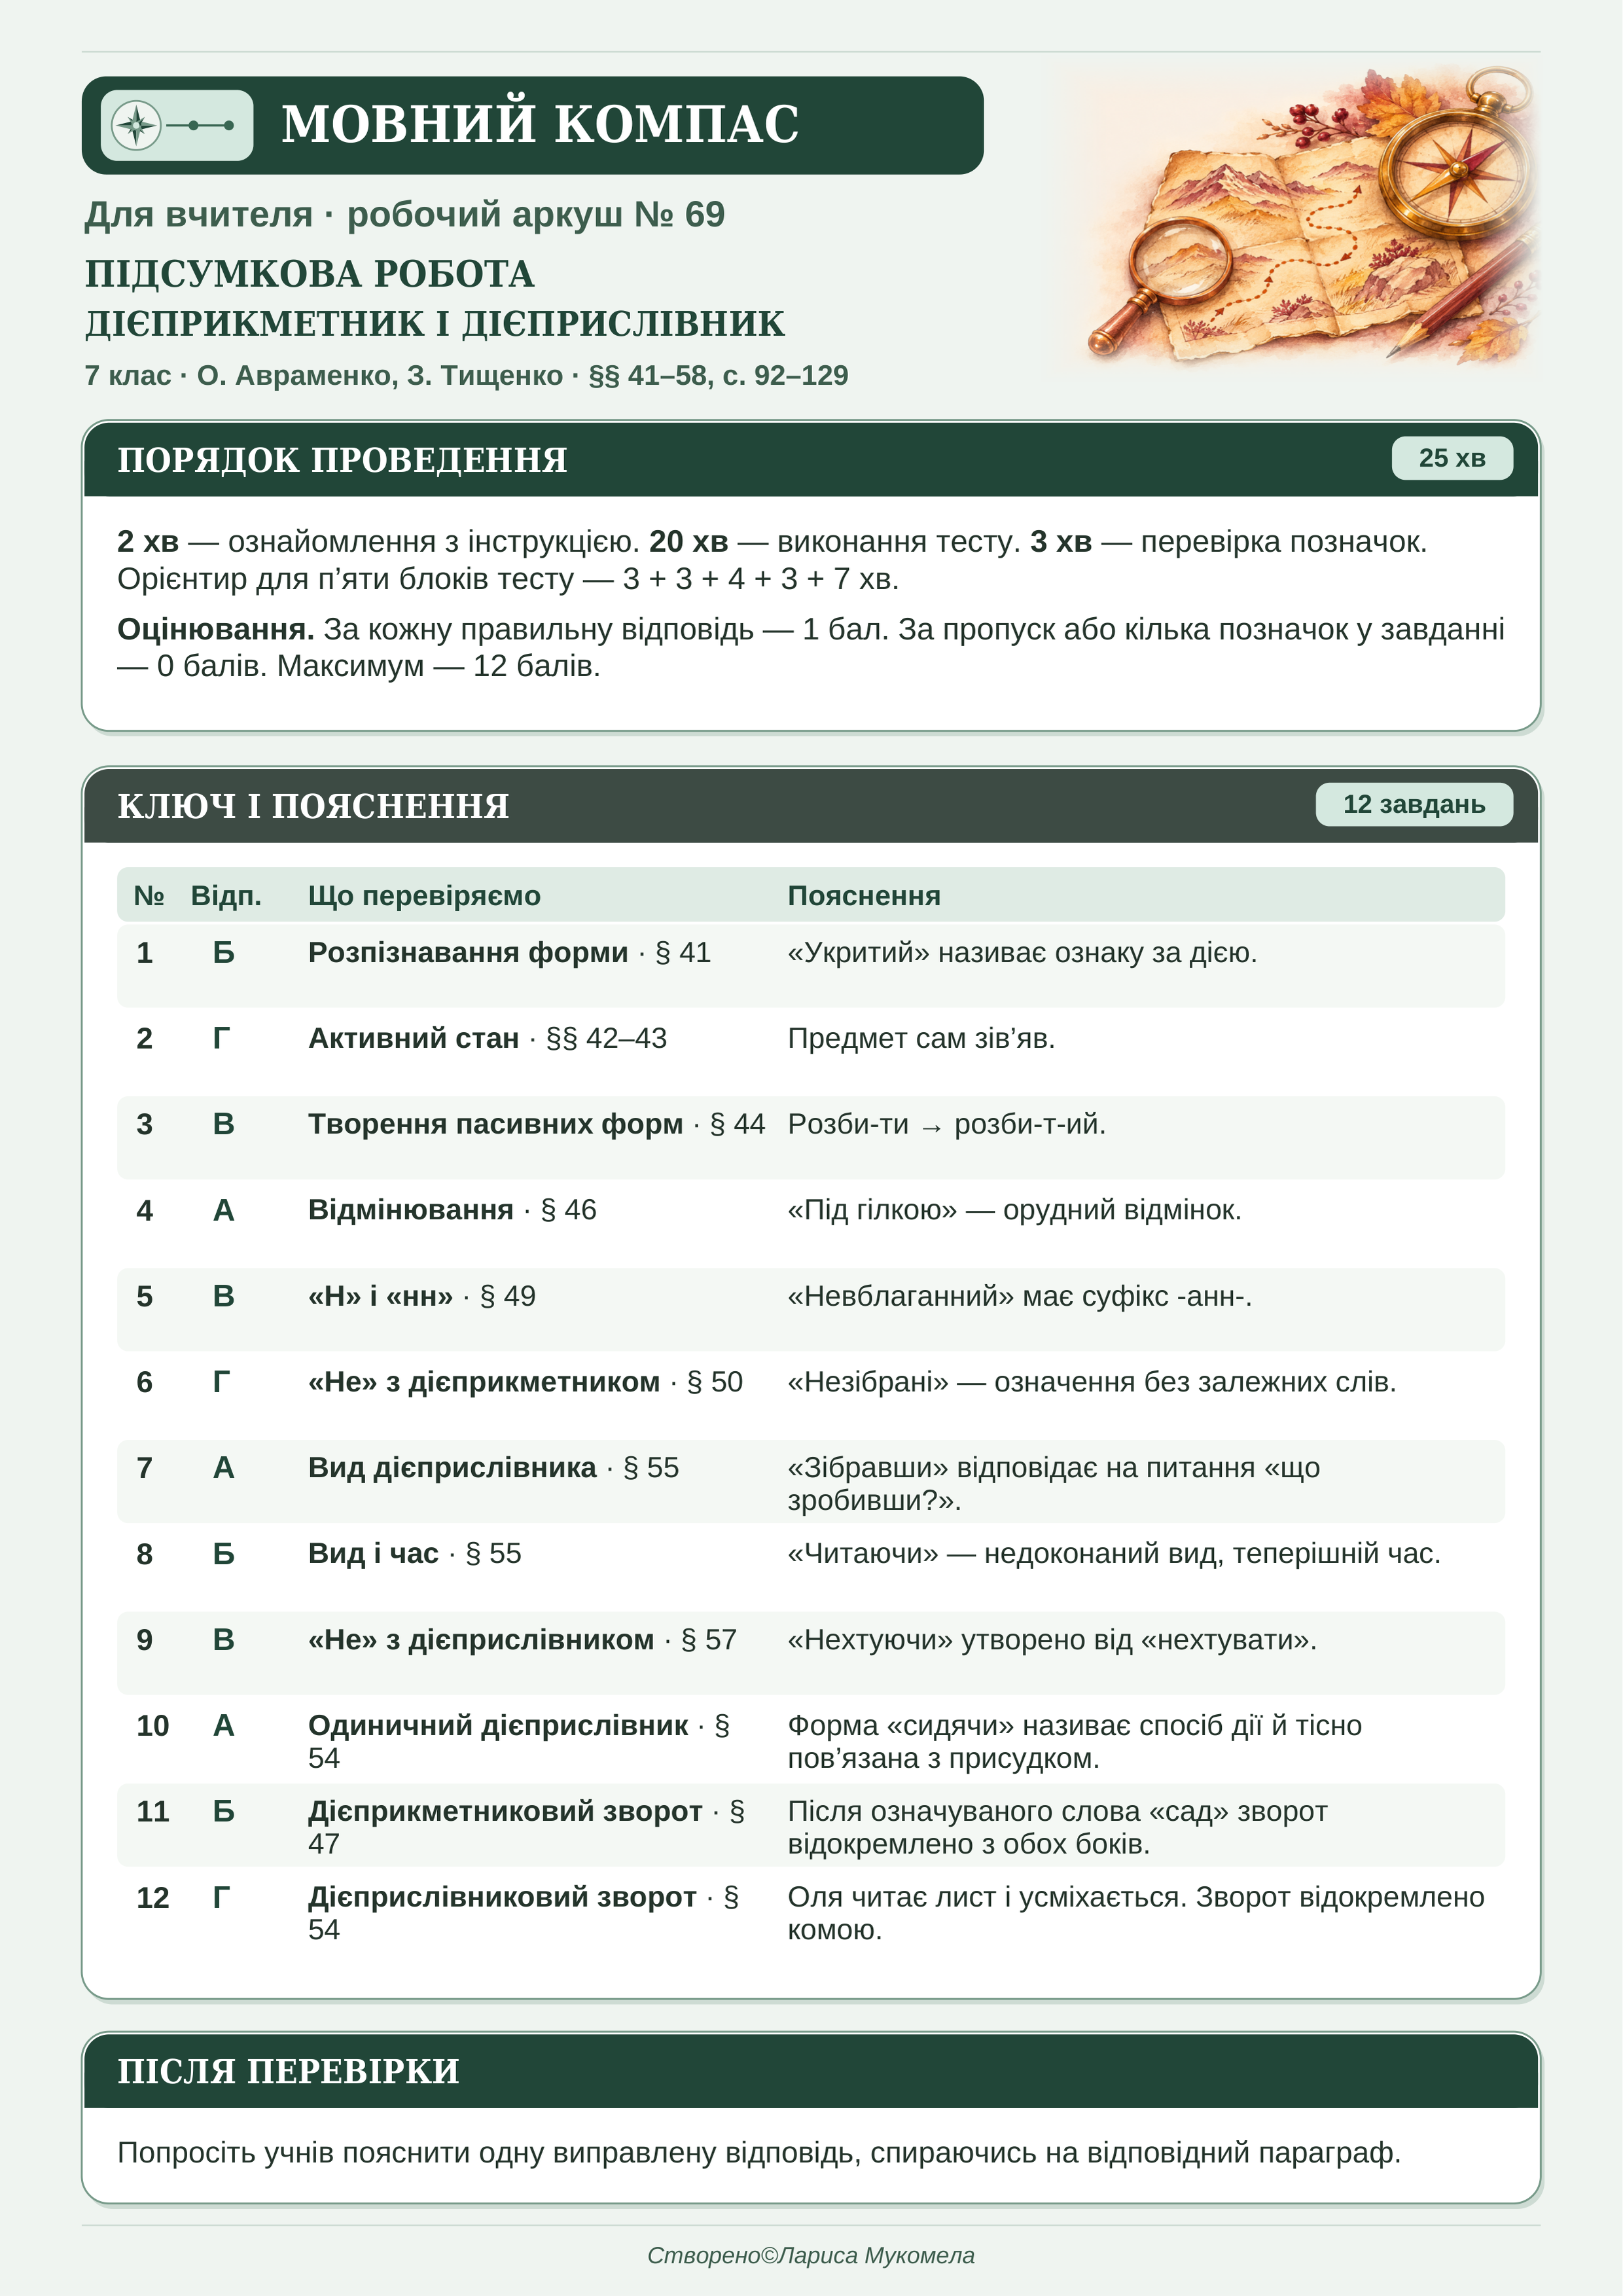 МОВНИЙ КОМПАС
Для вчителя · робочий аркуш № 69
ПІДСУМКОВА РОБОТА
ДІЄПРИКМЕТНИК І ДІЄПРИСЛІВНИК
7 клас · О. Авраменко, З. Тищенко · §§ 41–58, с. 92–129
ПОРЯДОК ПРОВЕДЕННЯ
25 хв
2 хв — ознайомлення з інструкцією. 20 хв — виконання тесту. 3 хв — перевірка позначок.
Орієнтир для п’яти блоків тесту — 3 + 3 + 4 + 3 + 7 хв.
Оцінювання. За кожну правильну відповідь — 1 бал. За пропуск або кілька позначок у завданні
— 0 балів. Максимум — 12 балів.
КЛЮЧ І ПОЯСНЕННЯ
12 завдань
№ Відп. Що перевіряємо Пояснення
1 Б Розпізнавання форми · § 41 «Укритий» називає ознаку за дією.
2 Г Активний стан · §§ 42–43 Предмет сам зів’яв.
3 В Творення пасивних форм · § 44 Розби-ти → розби-т-ий.
4 А Відмінювання · § 46 «Під гілкою» — орудний відмінок.
5 В «Н» і «нн» · § 49 «Невблаганний» має суфікс -анн-.
6 Г «Не» з дієприкметником · § 50 «Незібрані» — означення без залежних слів.
7 А Вид дієприслівника · § 55 «Зібравши» відповідає на питання «що
зробивши?».
8 Б Вид і час · § 55 «Читаючи» — недоконаний вид, теперішній час.
9 В «Не» з дієприслівником · § 57 «Нехтуючи» утворено від «нехтувати».
10 А Одиничний дієприслівник · § Форма «сидячи» називає спосіб дії й тісно
54 пов’язана з присудком.
11 Б Дієприкметниковий зворот · § Після означуваного слова «сад» зворот
47 відокремлено з обох боків.
12 Г Дієприслівниковий зворот · § Оля читає лист і усміхається. Зворот відокремлено
54 комою.
ПІСЛЯ ПЕРЕВІРКИ
Попросіть учнів пояснити одну виправлену відповідь, спираючись на відповідний параграф.
Створено©Лариса Мукомела